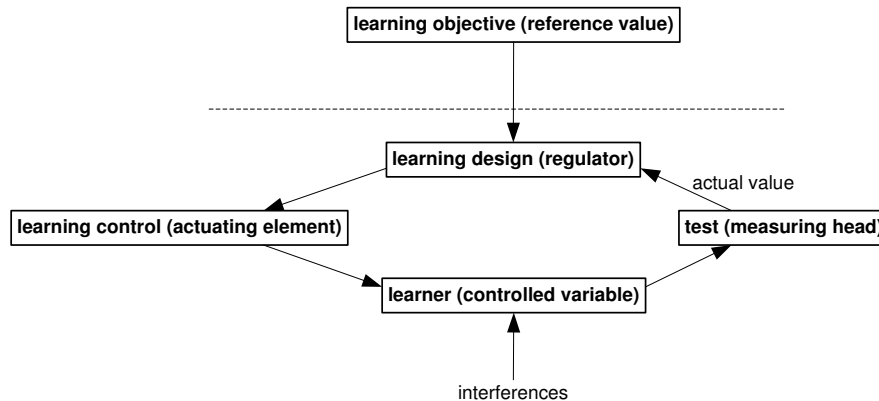 learning objective (reference value)
learning design (regulator)
actual value
learning control (actuating element)
test (measuring head)
learner (controlled variable)
interferences